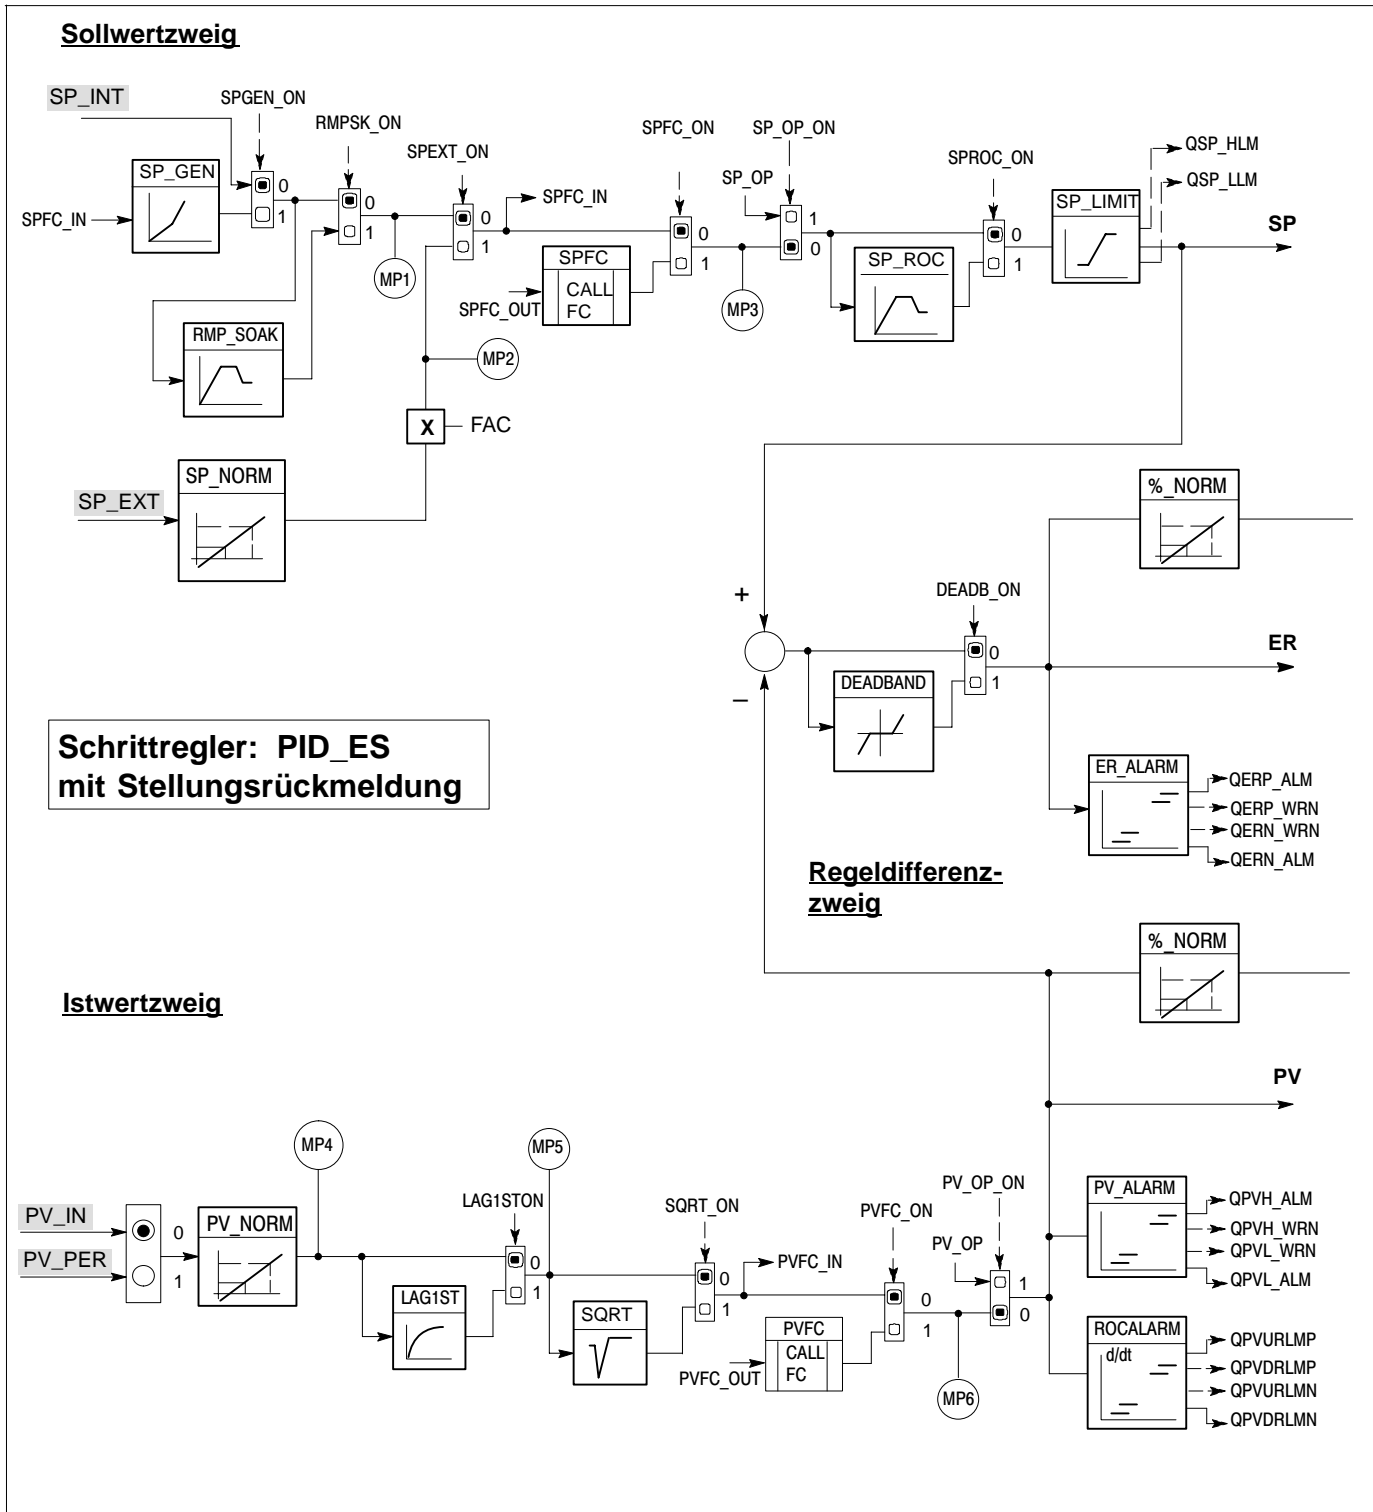 Sollwertzweig
SP_INT
SPGEN_ON
RMPSK_ON
SPEXT_ON
SPFC_ON
SP_OP_ON
SPROC_ON
QSP_HLM
QSP_LLM
SP_GEN
SPFC_IN
0
1
0
1
0
1
SPFC_IN
SP_OP
0
1
1
0
0
1
SP_LIMIT
SP
MP1
SPFC
CALL
FC
SPFC_OUT
MP3
SP_ROC
RMP_SOAK
MP2
X
FAC
SP_NORM
SP_EXT
%_NORM
+
DEADB_ON
0
1
ER
−
DEADBAND
Schrittregler: PID_ES
mit Stellungsrückmeldung
ER_ALARM
QERP_ALM
QERP_WRN
QERN_WRN
QERN_ALM
Regeldifferenz-
zweig
%_NORM
Istwertzweig
PV
MP4
MP5
LAG1STON
SQRT_ON
PVFC_ON
PV_OP_ON
PV_OP
PV_IN
PV_PER
0
1
PV_NORM
LAG1ST
0
1
SQRT
0
1
PVFC_IN
PVFC
CALL
FC
PVFC_OUT
0
1
MP6
1
0
PV_ALARM
QPVH_ALM
QPVH_WRN
QPVL_WRN
QPVL_ALM
ROCALARM
d/dt
QPVURLMP
QPVDRLMP
QPVURLMN
QPVDRLMN